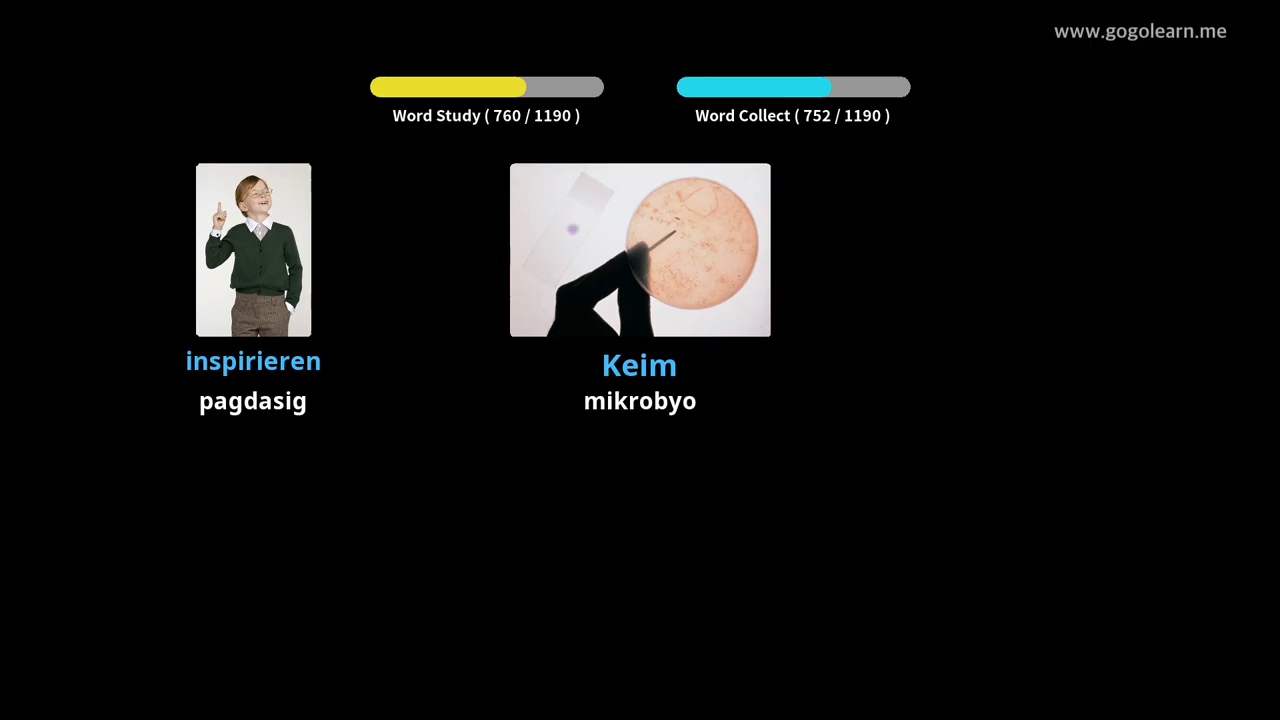 www.gogolearn.me
Word Study ( 760 / 1190 )
Word Collect ( 752 / 1190 )
inspirieren
pagdasig
Keim
mikrobyo